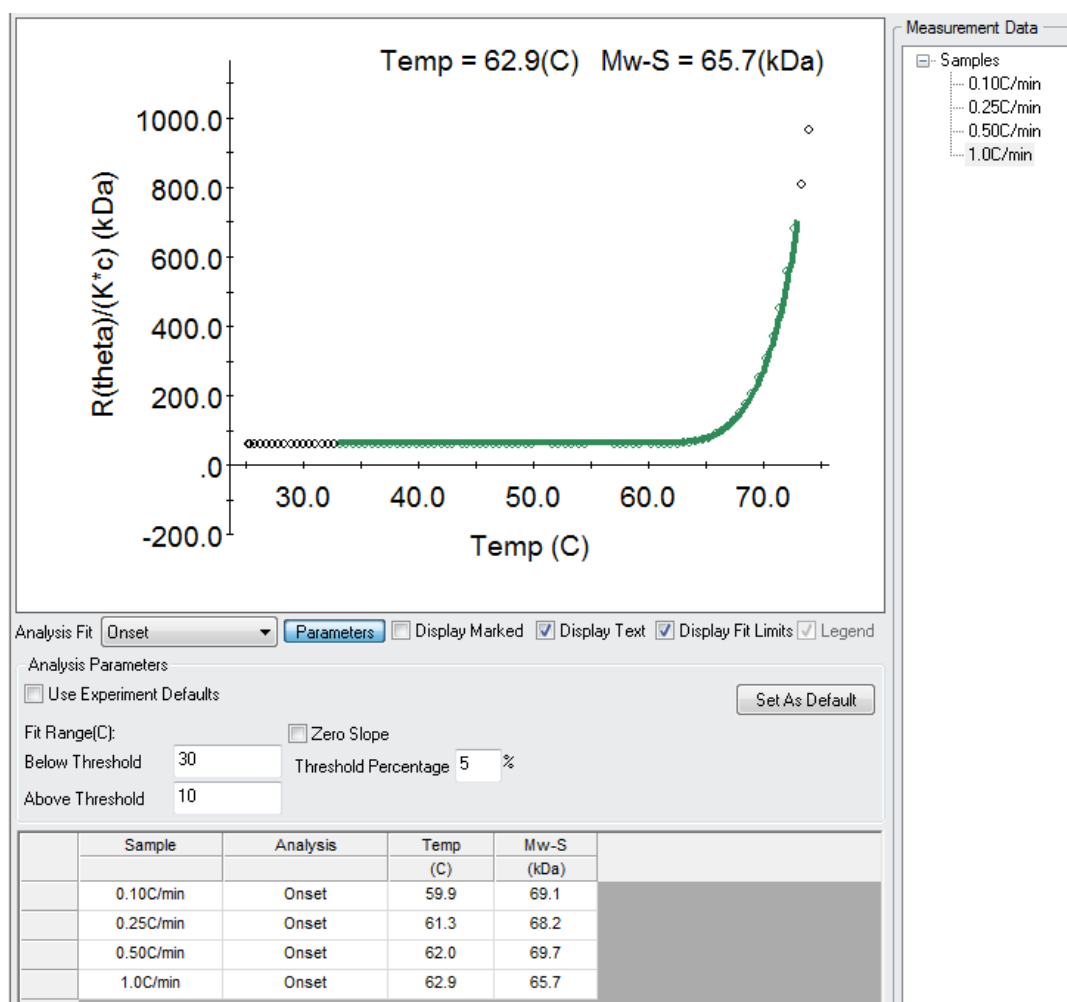 Measurement Data
Samples
0.10C/min
0.25C/min
0.50C/min
1.0C/min
Temp = 62.9(C) Mw-S = 65.7(kDa)
R(theta)/(K*c) (kDa)
1000.0
800.0
600.0
400.0
200.0
.0
-200.0
30.0 40.0 50.0 60.0 70.0
Temp (C)
Analysis Fit Onset Parameters Display Marked Display Text Display Fit Limits Legend
Analysis Parameters
Use Experiment Defaults
Set As Default
Fit Range(C): Zero Slope
Below Threshold 30 Threshold Percentage 5 %
Above Threshold 10
Sample Analysis Temp Mw-S
(C) (kDa)
0.10C/min Onset 59.9 69.1
0.25C/min Onset 61.3 68.2
0.50C/min Onset 62.0 69.7
1.0C/min Onset 62.9 65.7